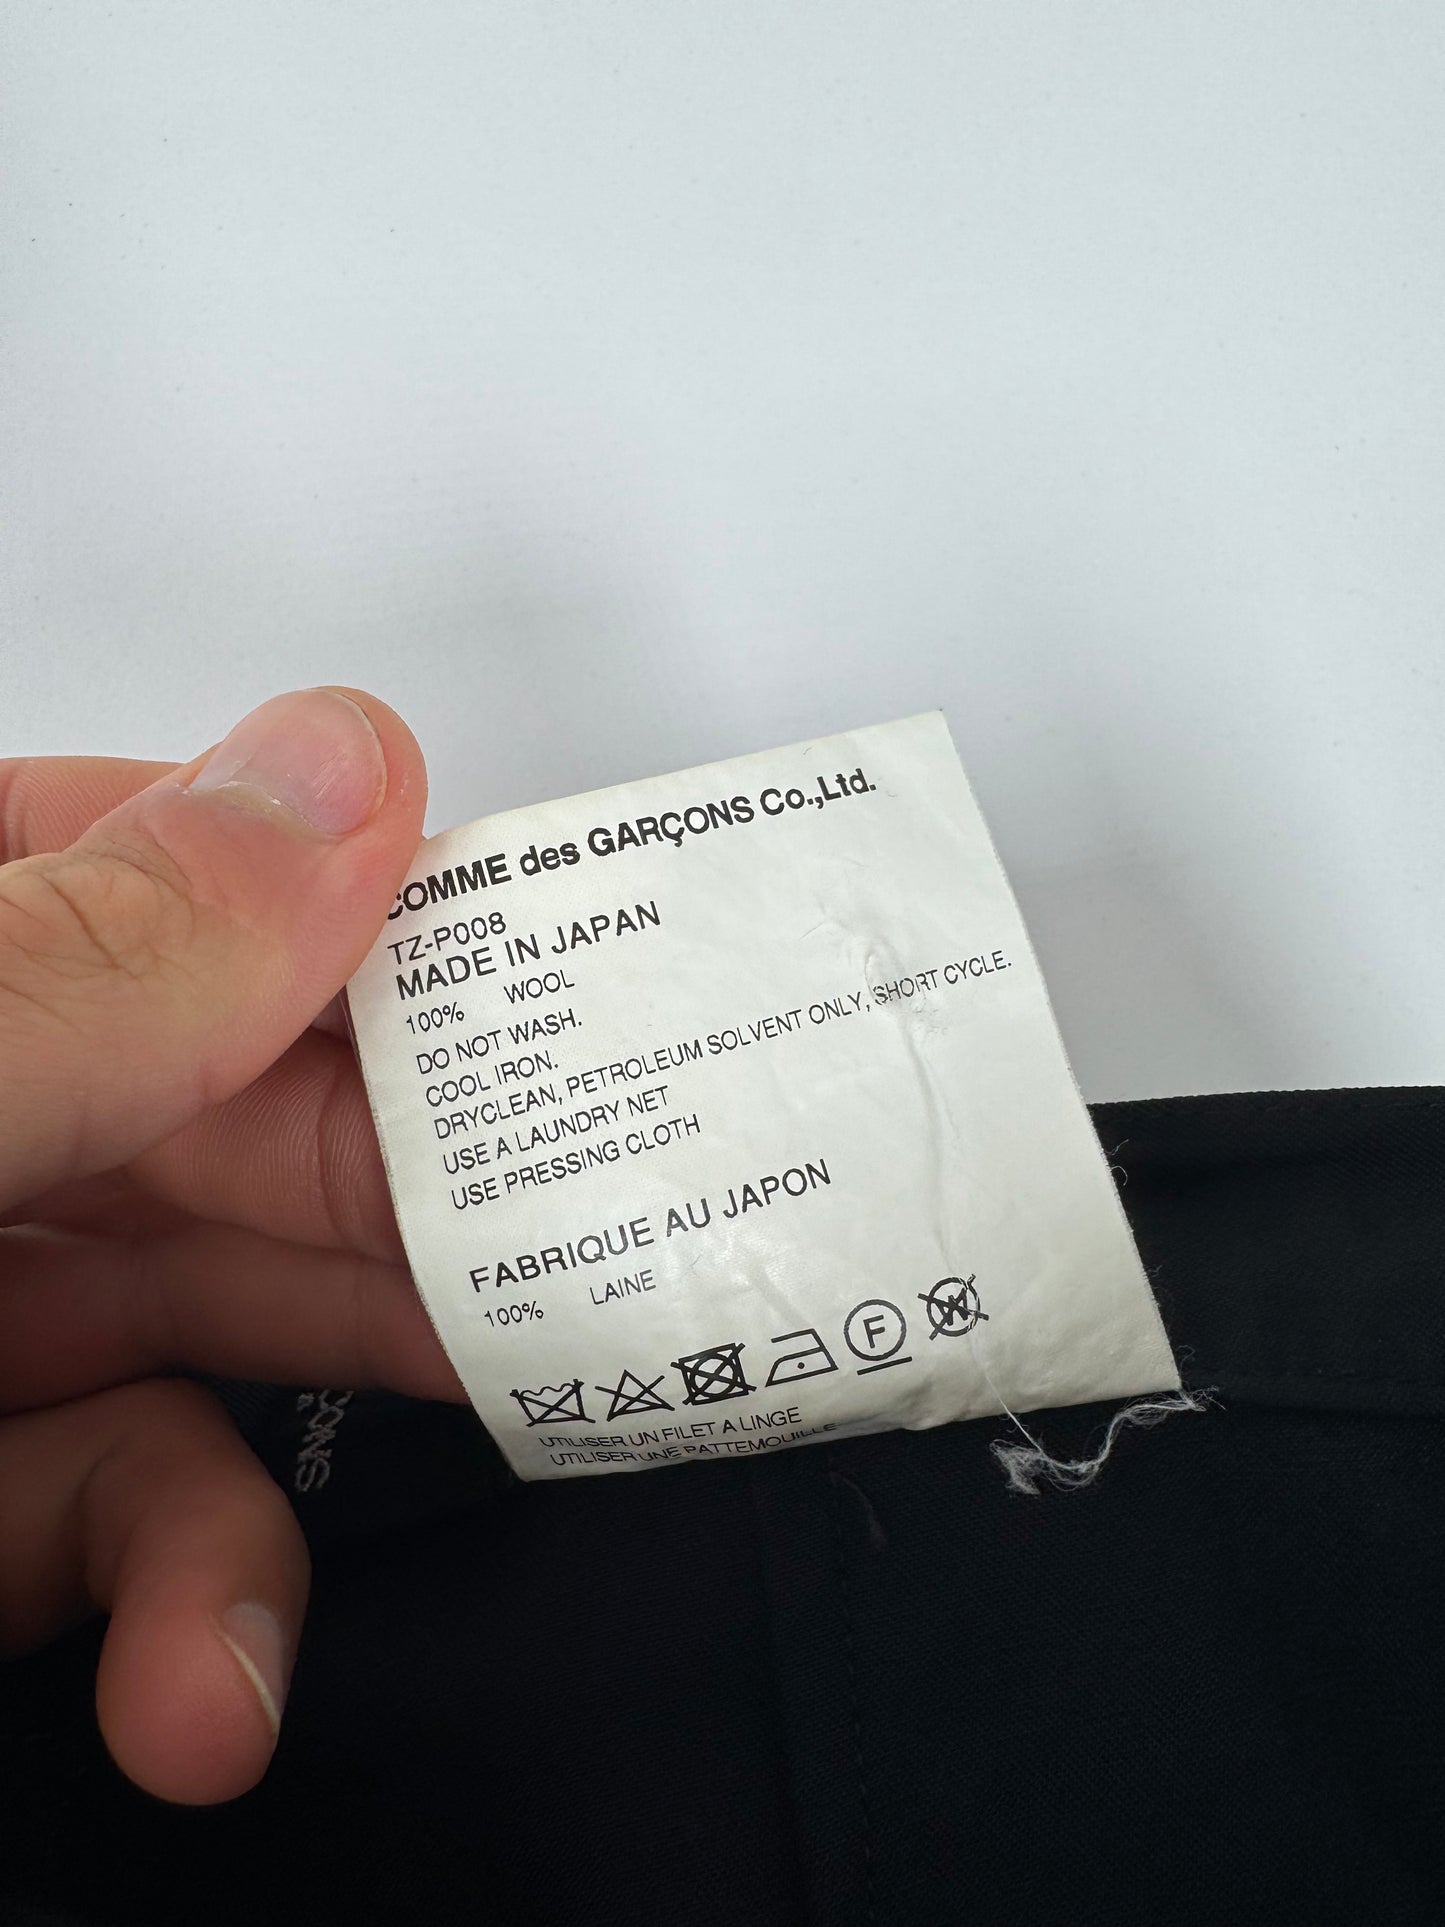 COMME des GARÇONS Co.,Ltd.
TZ-P008
MADE IN JAPAN
100% WOOL
DO NOT WASH.
COOL IRON.
DRYCLEAN, PETROLEUM SOLVENT ONLY, SHORT CYCLE.
USE A LAUNDRY NET
USE PRESSING CLOTH
FABRIQUE AU JAPON
100% LAINE
F W
UTILISER UN FILET A LINGE
UTILISER UNE PATTEMOUILLE